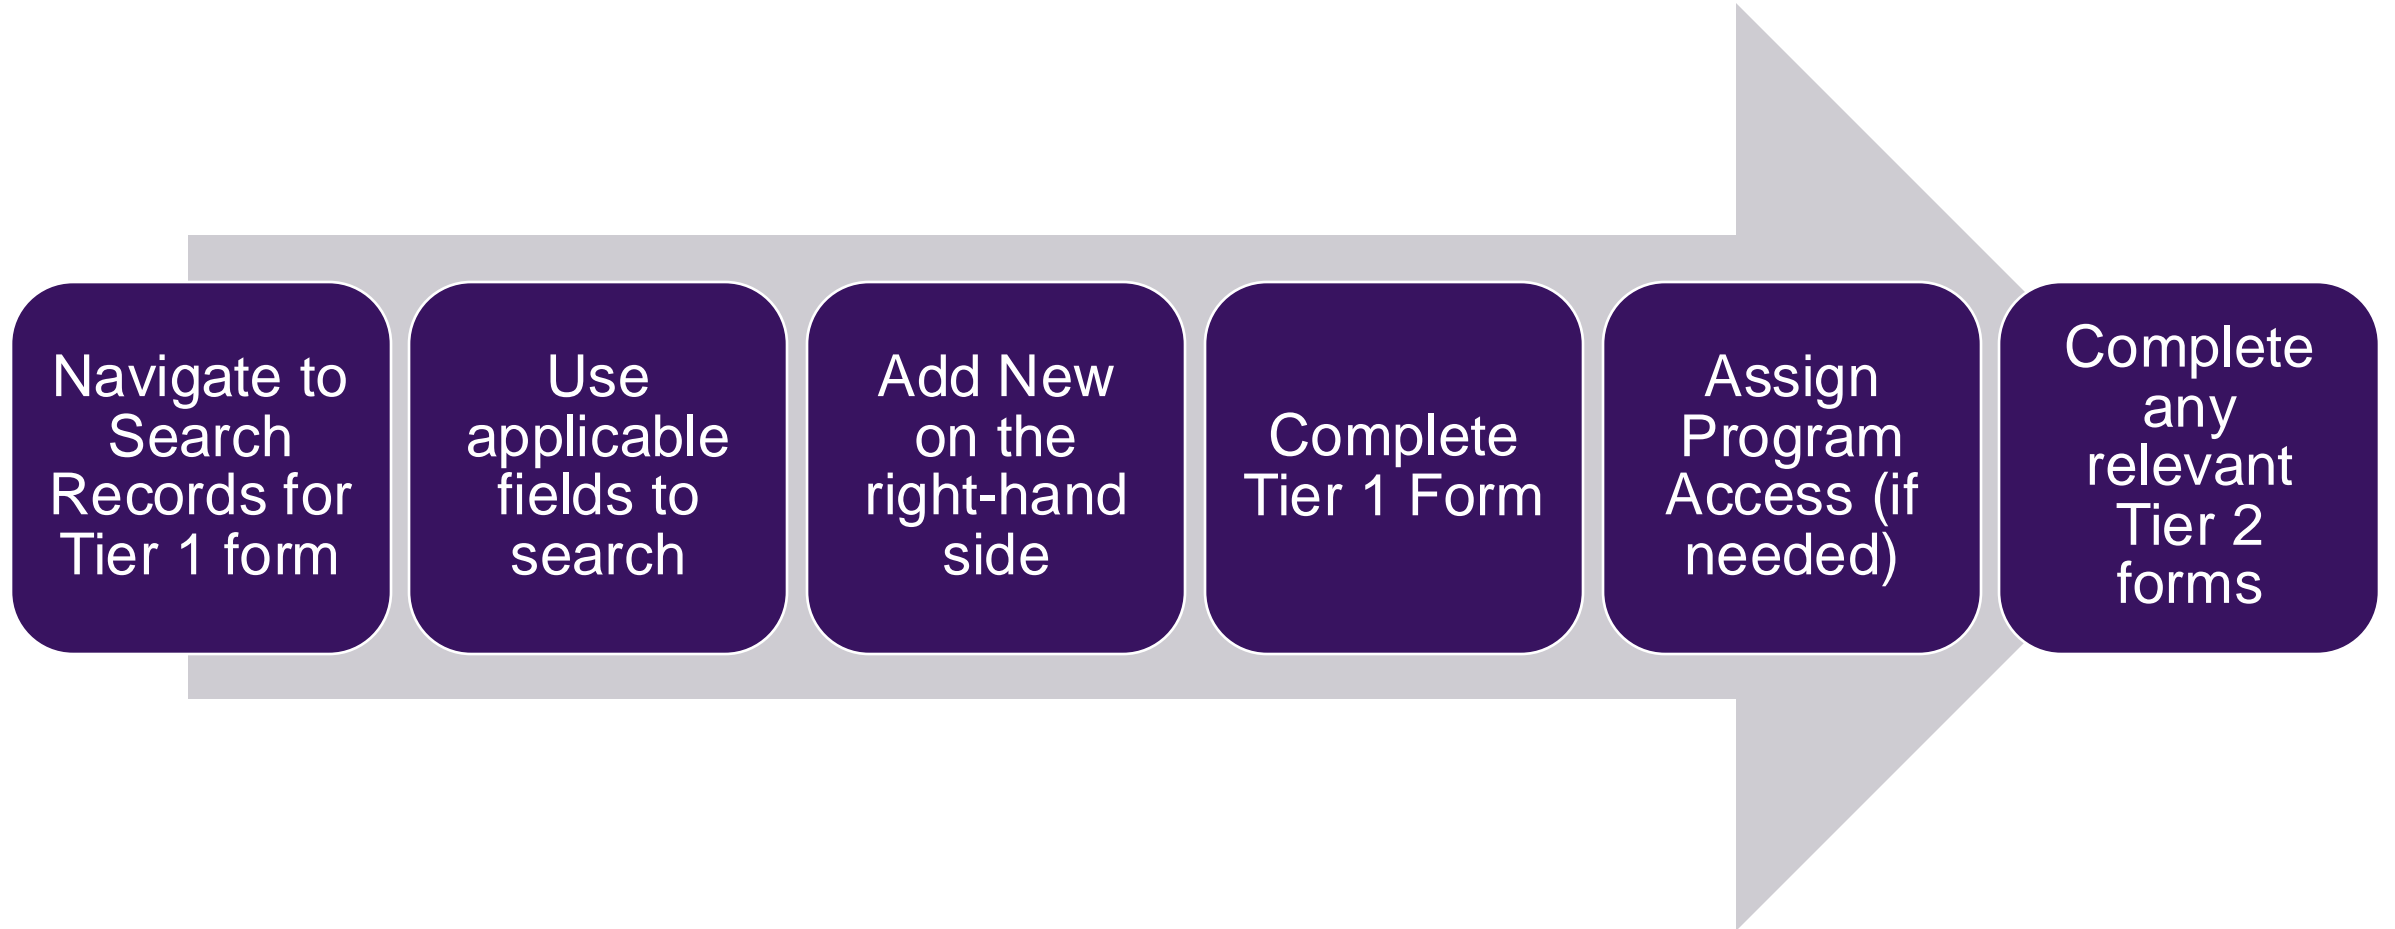 Navigate to
Search
Records for
Tier 1 form
Use
applicable
fields to
search
Add New
on the
right-hand
side
Complete
Tier 1 Form
Assign
Program
Access (if
needed)
Complete
any
relevant
Tier 2
forms